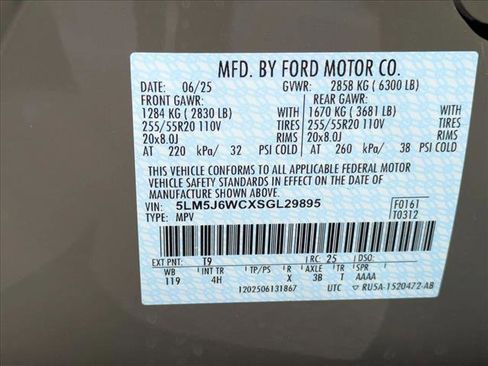 MFD. BY FORD MOTOR CO.
DATE: 06/25 GVWR: 2858 KG ( 6300 LB)
FRONT GAWR: REAR GAWR:
1284 KG ( 2830 LB) WITH 1670 KG ( 3681 LB) WITH
255/55R20 110V TIRES 255/55R20 110V TIRES
20x8.0J RIMS 20x8.0J RIMS
AT 220 kPa/ 32 PSI COLD AT 260 kPa/ 38 PSI COLD
THIS VEHICLE CONFORMS TO ALL APPLICABLE FEDERAL MOTOR
VEHICLE SAFETY AND THEFT PREVENTION STANDARDS IN EFFECT ON THE DATE OF
MANUFACTURE SHOWN ABOVE.
VIN: 5LM5J6WCXSGL29895 F0161
TYPE: MPV T0312
EXT PNT: T9 RC: 25 DSO:
WB INT TR TP/PS R AXLE TR SPR
119 4H X 3B T AAAA
1202506131867 UTC RU5A-1520472-AB